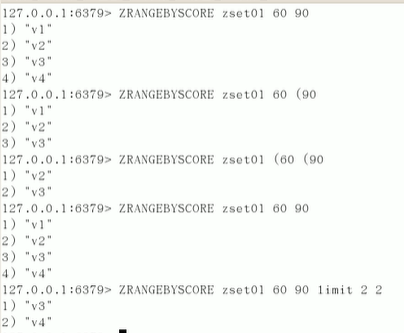 127.0.0.1:6379> ZRANGEBYSCORE zset01 60 90
1) "v1"
2) "v2"
3) "v3"
4) "v4"
127.0.0.1:6379> ZRANGEBYSCORE zset01 60 (90
1) "v1"
2) "v2"
3) "v3"
127.0.0.1:6379> ZRANGEBYSCORE zset01 (60 (90
1) "v2"
2) "v3"
127.0.0.1:6379> ZRANGEBYSCORE zset01 60 90
1) "v1"
2) "v2"
3) "v3"
4) "v4"
127.0.0.1:6379> ZRANGEBYSCORE zset01 60 90 limit 2 2
1) "v3"
2) "v4"